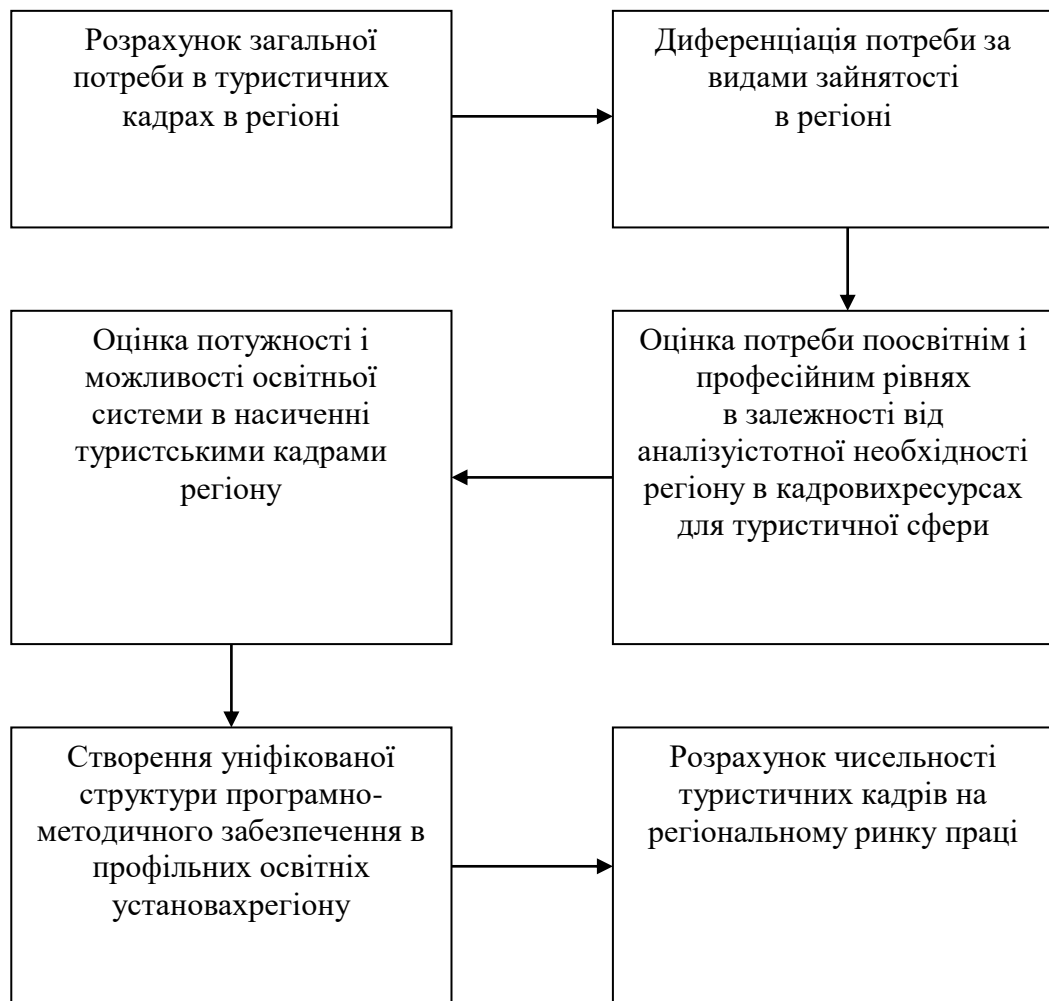 Розрахунок загальної
потреби в туристичних
кадрах в регіоні
Диференціація потреби за
видами зайнятості
в регіоні
Оцінка потреби поосвітнім і
професійним рівнях
в залежності від
аналізуістотної необхідності
регіону в кадровихресурсах
для туристичної сфери
Оцінка потужності і
можливості освітньої
системи в насиченні
туристськими кадрами
регіону
Створення уніфікованої
структури програмно-
методичного забезпечення в
профільних освітніх
установахрегіону
Розрахунок чисельності
туристичних кадрів на
регіональному ринку праці